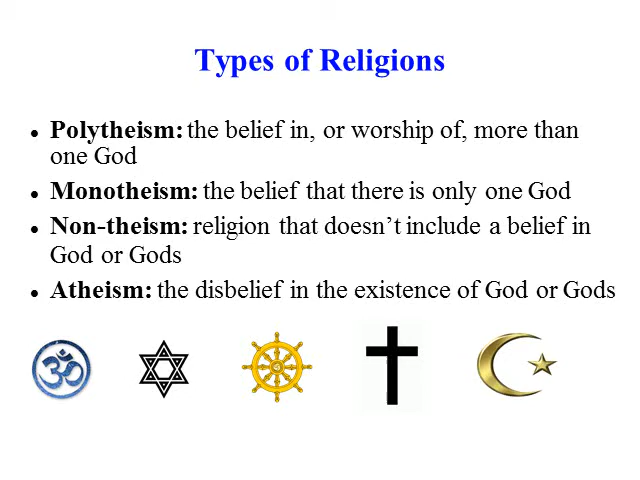 Types of Religions
• Polytheism: the belief in, or worship of, more than
one God
• Monotheism: the belief that there is only one God
• Non-theism: religion that doesn’t include a belief in
God or Gods
• Atheism: the disbelief in the existence of God or Gods
ॐ